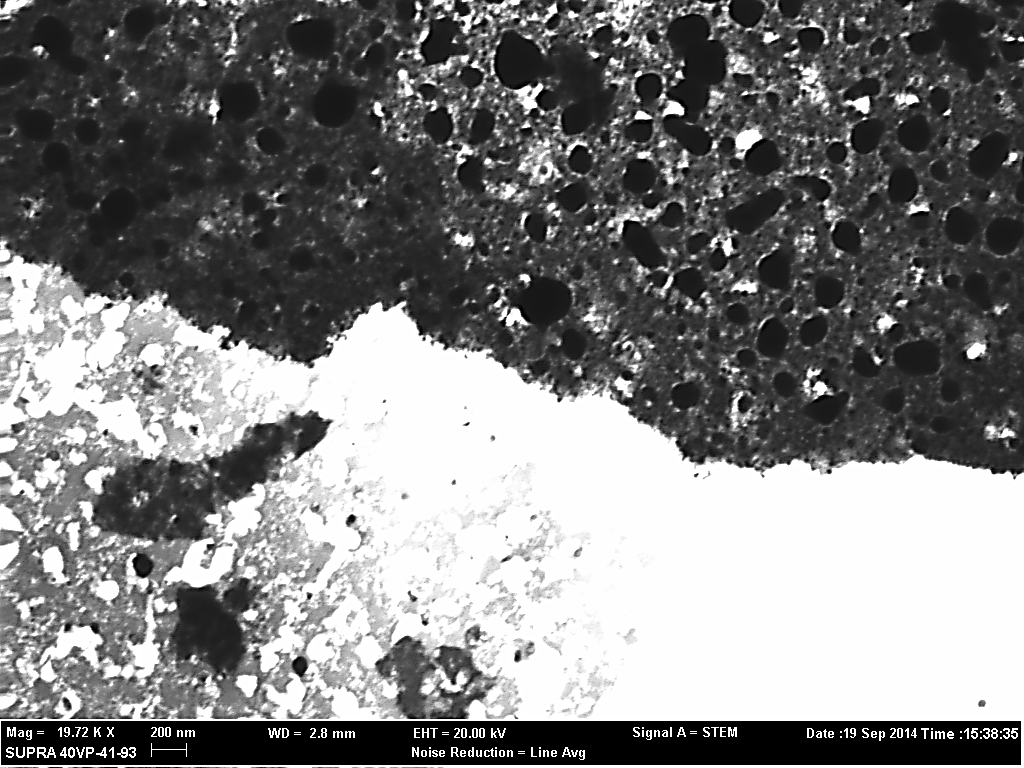 Mag = 19.72 K X 200 nm WD = 2.8 mm EHT = 20.00 kV Signal A = STEM Date :19 Sep 2014 Time :15:38:35
SUPRA 40VP-41-93 Noise Reduction = Line Avg